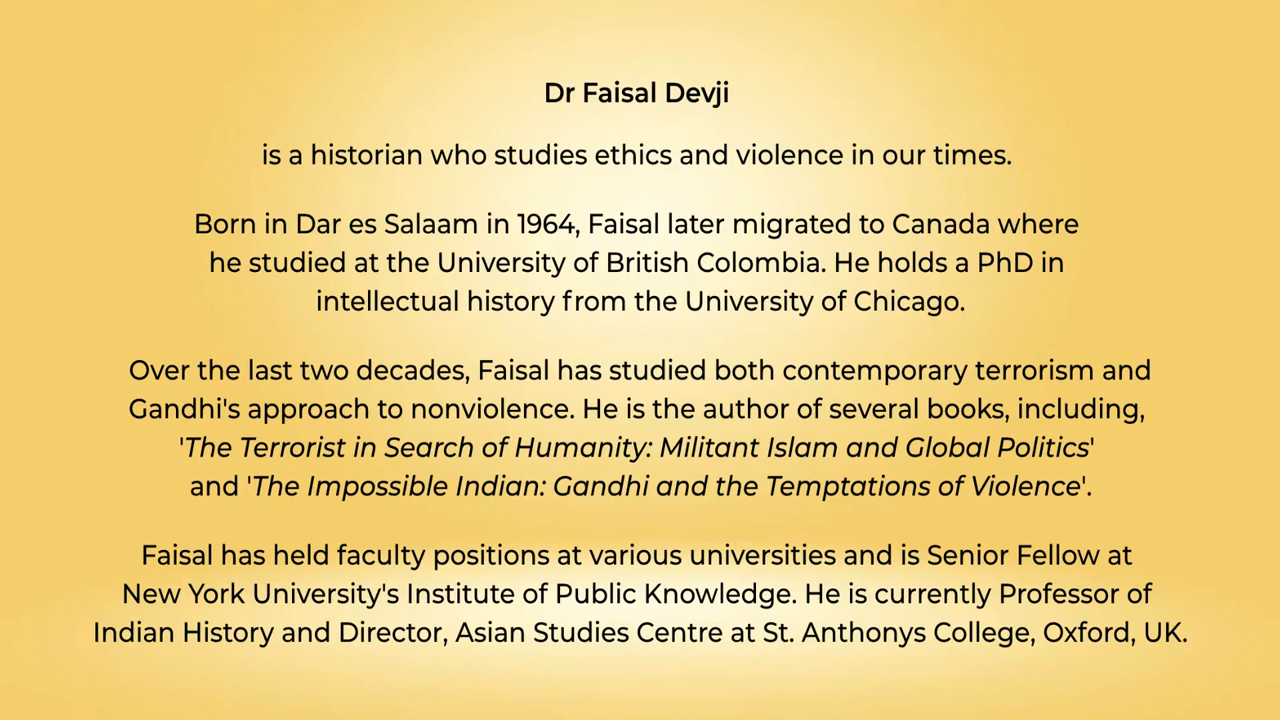 Dr Faisal Devji
is a historian who studies ethics and violence in our times.
Born in Dar es Salaam in 1964, Faisal later migrated to Canada where
he studied at the University of British Colombia. He holds a PhD in
intellectual history from the University of Chicago.
Over the last two decades, Faisal has studied both contemporary terrorism and
Gandhi's approach to nonviolence. He is the author of several books, including,
'The Terrorist in Search of Humanity: Militant Islam and Global Politics'
and 'The Impossible Indian: Gandhi and the Temptations of Violence'.
Faisal has held faculty positions at various universities and is Senior Fellow at
New York University's Institute of Public Knowledge. He is currently Professor of
Indian History and Director, Asian Studies Centre at St. Anthonys College, Oxford, UK.